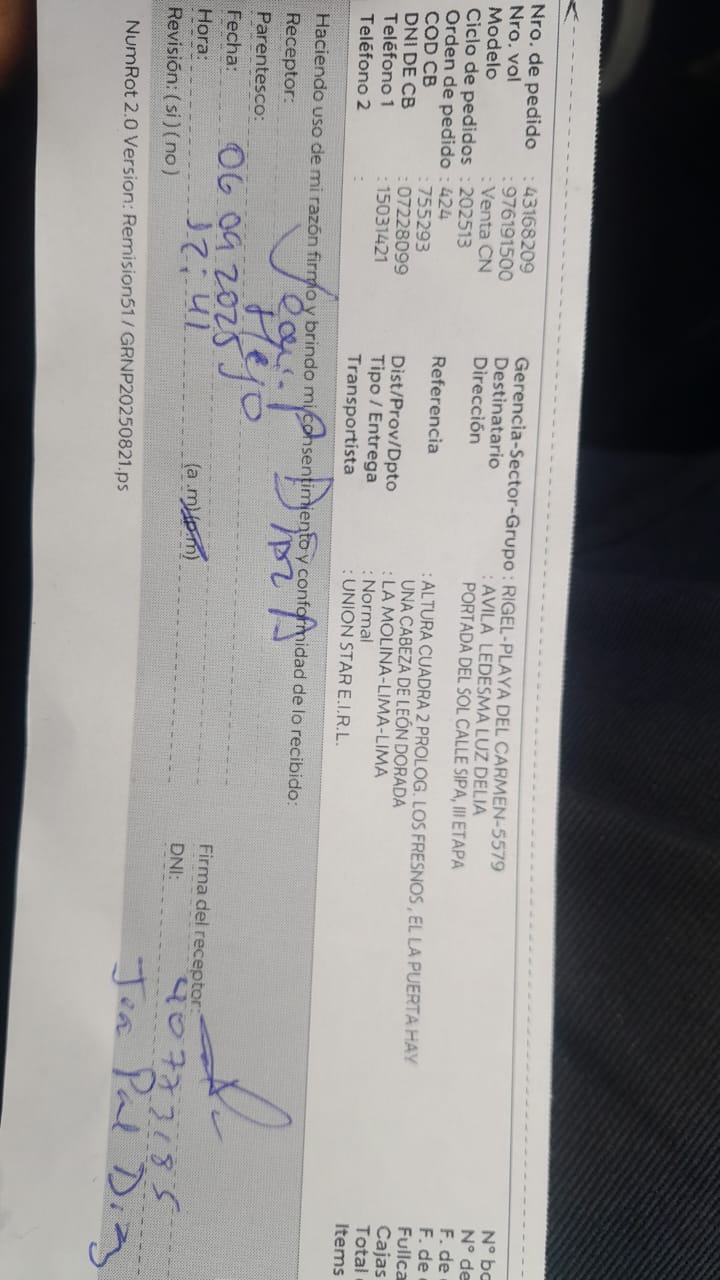 Nro. de pedido : 43168209
Nro. vol : 976191500
Modelo : Venta CN
Ciclo de pedidos : 202513
Orden de pedido : 424
COD CB : 755293
DNI DE CB : 07228099
Teléfono 1 : 15031421
Teléfono 2 :
Gerencia-Sector-Grupo : RIGEL-PLAYA DEL CARMEN-5579
Destinatario : AVILA LEDESMA LUZ DELIA
Dirección PORTADA DEL SOL CALLE SIPA, III ETAPA
Referencia : ALTURA CUADRA 2 PROLOG. LOS FRESNOS , EL LA PUERTA HAY
UNA CABEZA DE LEÓN DORADA
Dist/Prov/Dpto : LA MOLINA-LIMA-LIMA
Tipo / Entrega : Normal
Transportista : UNION STAR E.I.R.L.
N° de
F. de
F. de
Cajas
Total
Items
Haciendo uso de mi razón firmo y brindo mi consentimiento y conformidad de lo recibido:
Receptor:
Parentesco: Hijo
Fecha: 06 09 2025
Hora: 12:41 (a .m) (p.m)
Revisión: ( si ) ( no )
Firma del receptor:
DNI:
NumRot 2.0 Version: Remision51 / GRNP20250821.ps